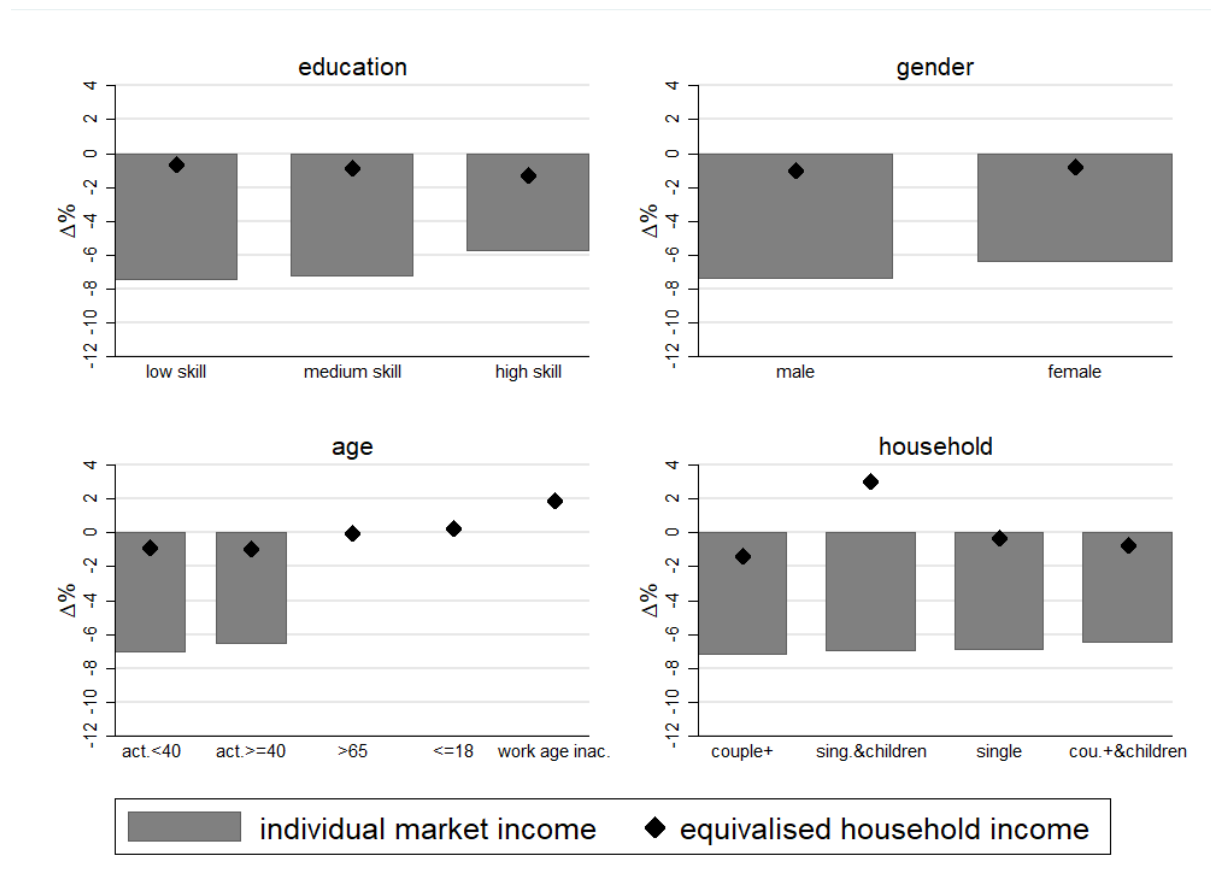 education
4
2
0
-2
-4
-6
-8
-10
-12
Δ%
low skill medium skill high skill
gender
4
2
0
-2
-4
-6
-8
-10
-12
Δ%
male female
age
4
2
0
-2
-4
-6
-8
-10
-12
Δ%
act.<40 act.>=40 >65 <=18 work age inac.
household
4
2
0
-2
-4
-6
-8
-10
-12
Δ%
couple+ sing.&children single cou.+&children
individual market income equivalised household income